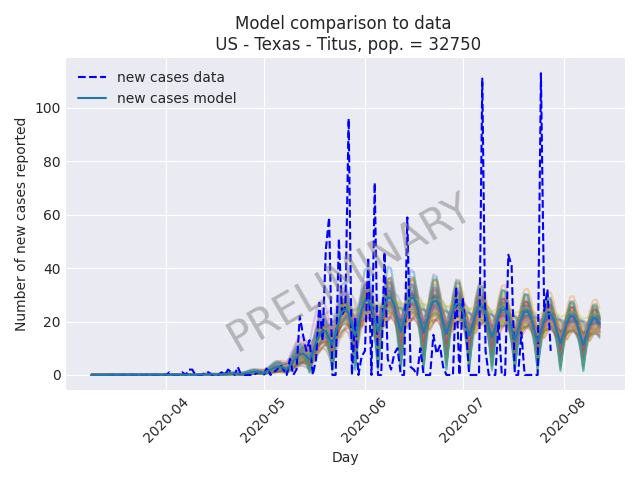 Model comparison to data
US - Texas - Titus, pop. = 32750
new cases data
new cases model
Number of new cases reported
100
80
60
40
20
0
PRELIMINARY
2020-04
2020-05
2020-06
2020-07
2020-08
Day